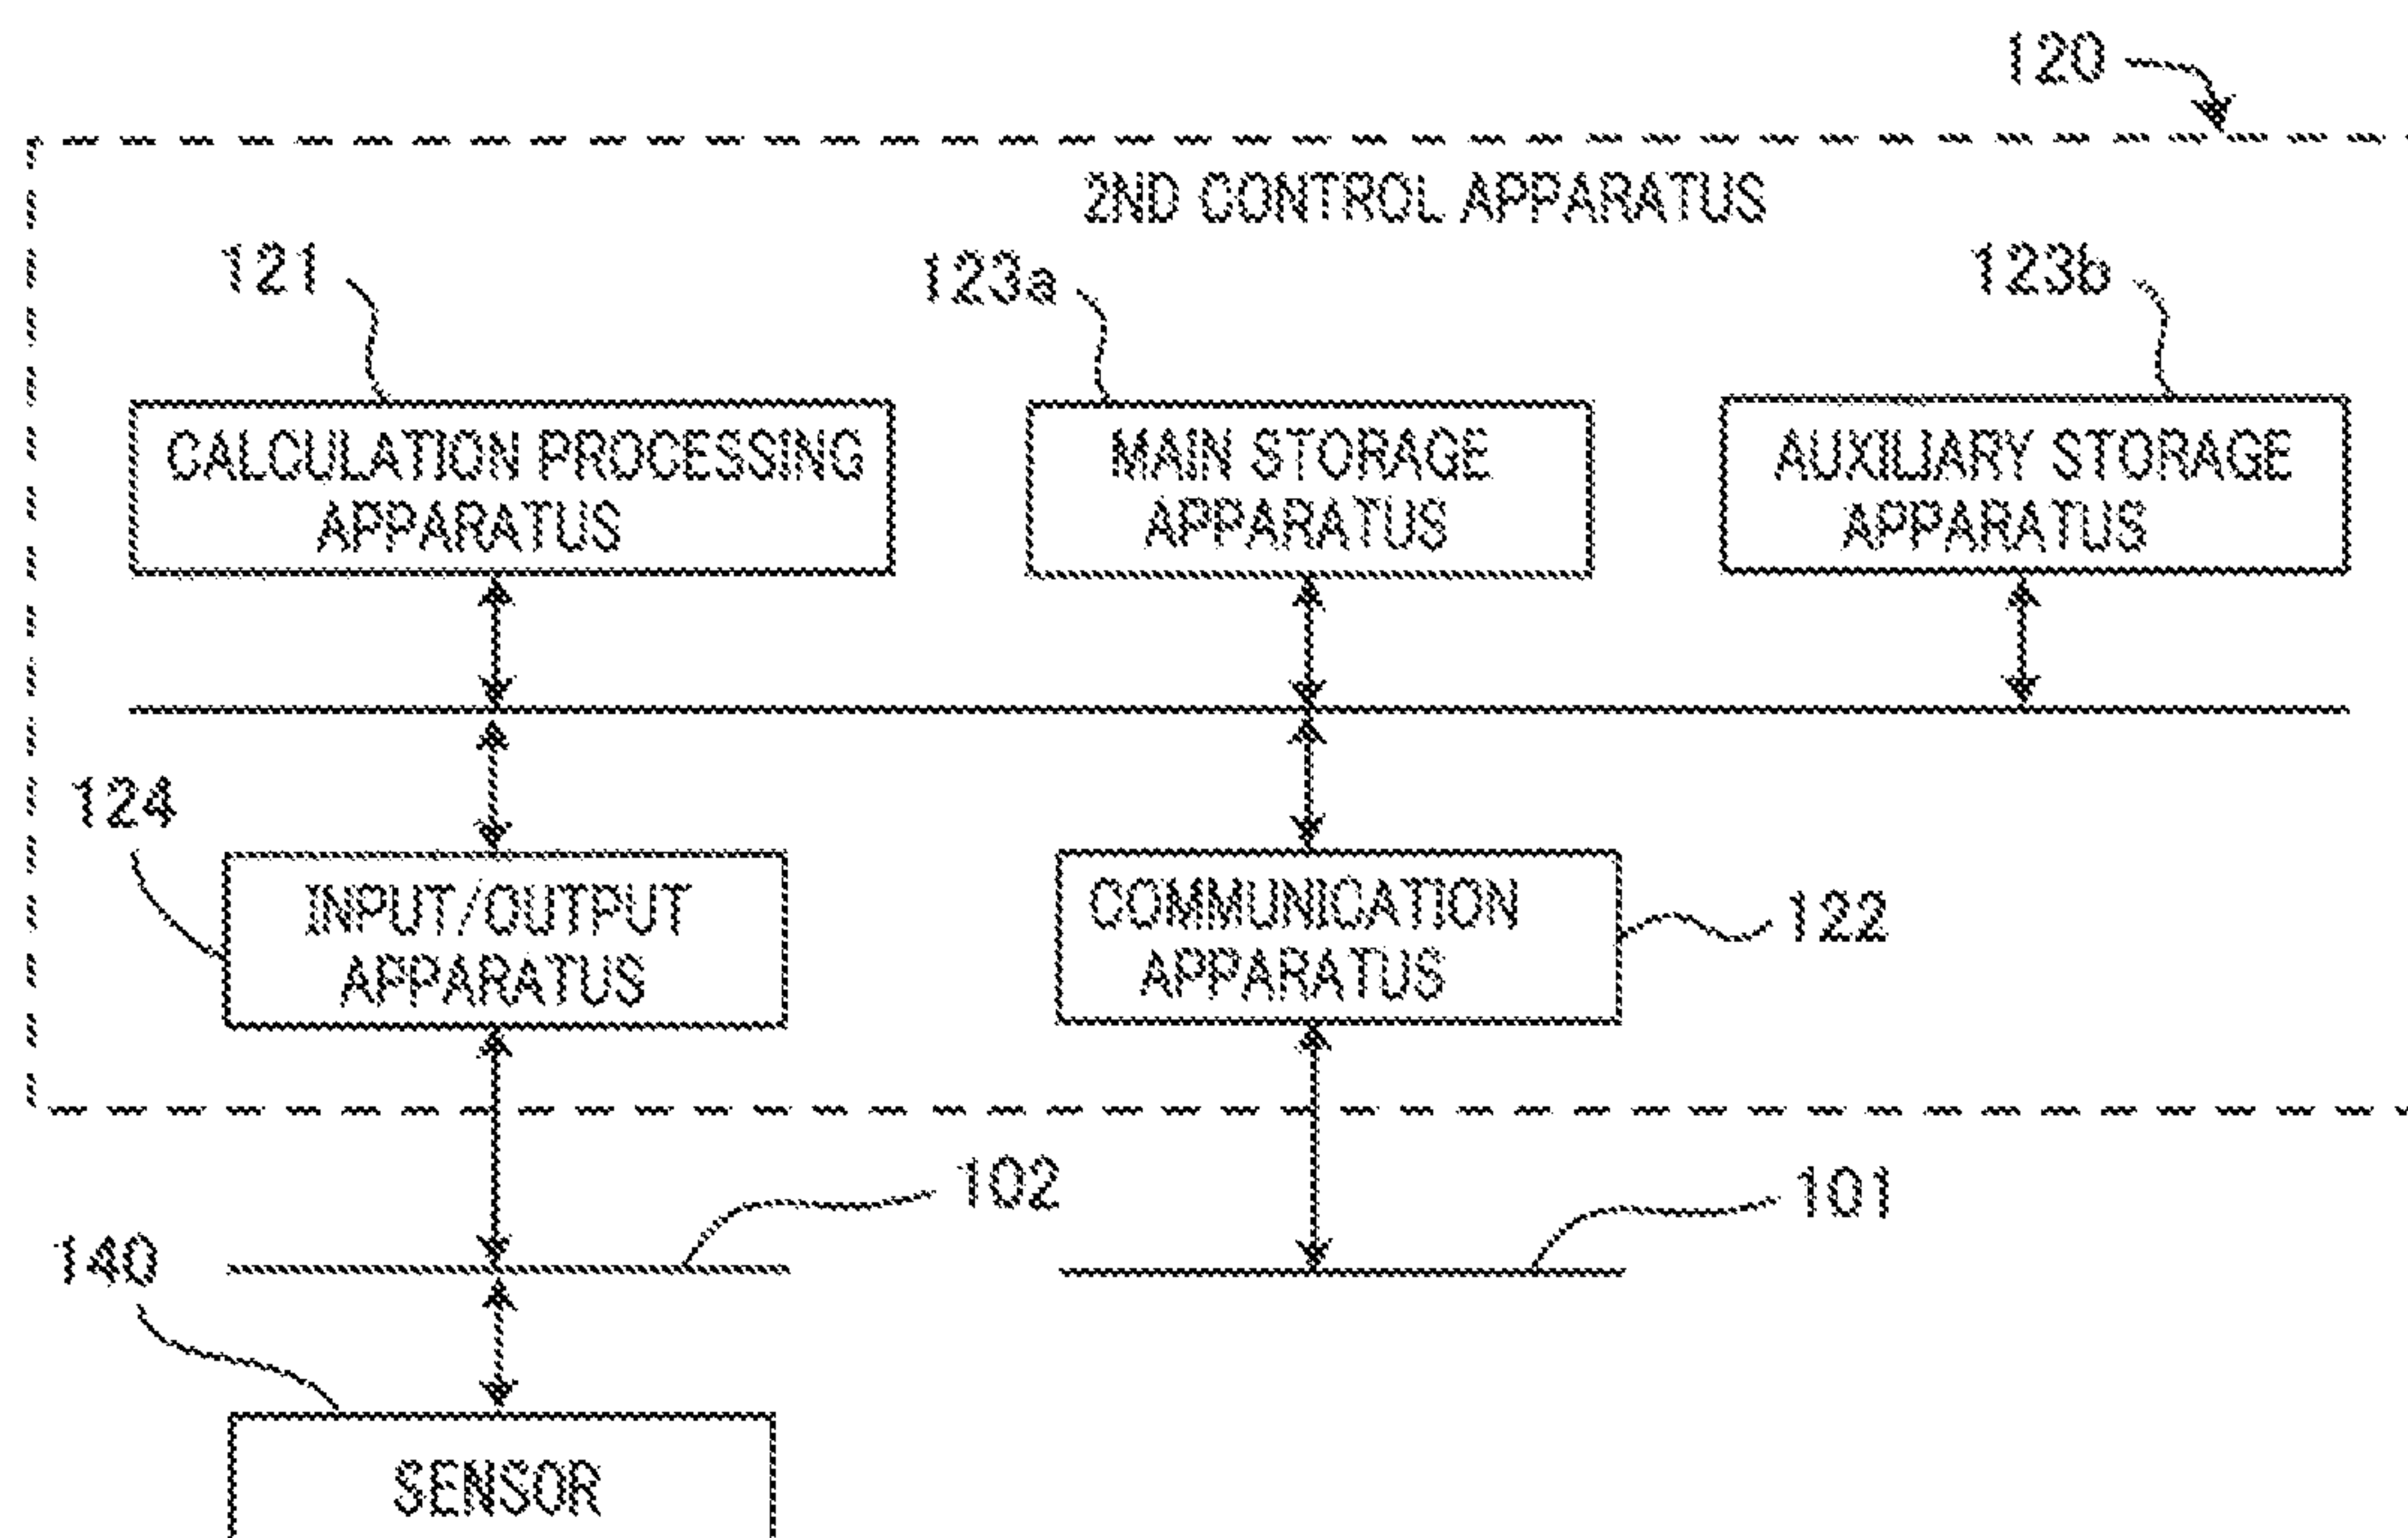 120
2ND CONTROL APPARATUS
121
123a
123b
CALCULATION PROCESSING
APPARATUS
MAIN STORAGE
APPARATUS
AUXILIARY STORAGE
APPARATUS
124
INPUT/OUTPUT
APPARATUS
COMMUNICATION
APPARATUS
122
102
101
140
SENSOR